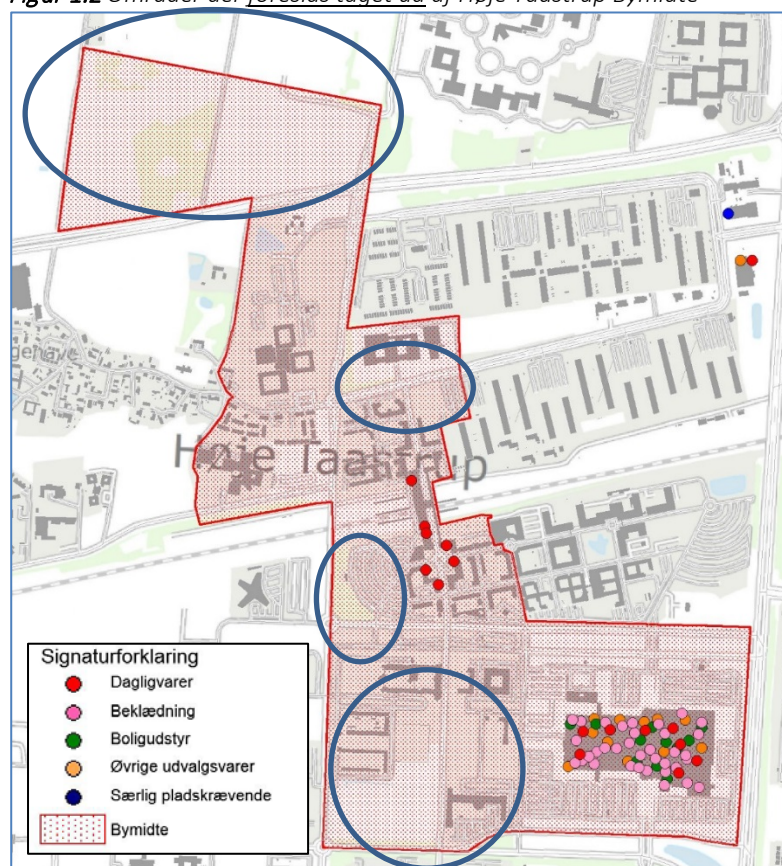 Figur 1.2 Områder der foreslås taget ud af Høje Taastrup Bymidte
gehave
Høje Taastrup
Signaturforklaring
Dagligvarer
Beklædning
Boligudstyr
Øvrige udvalgsvarer
Særlig pladskrævende
Bymidte